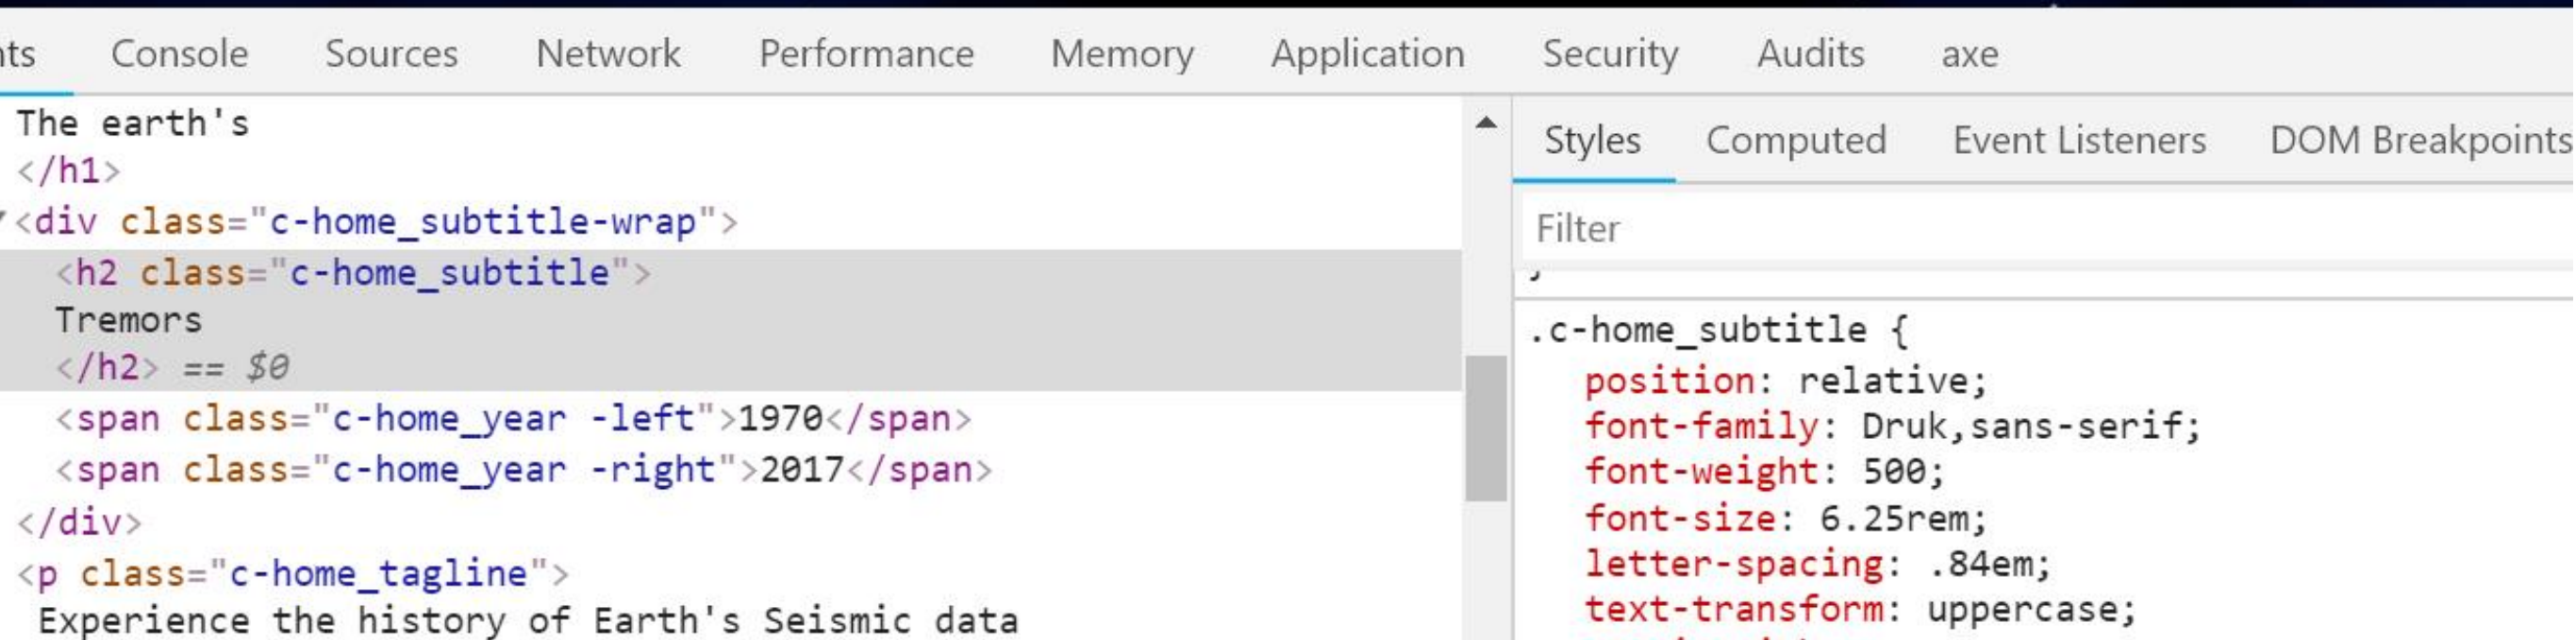 nts Console Sources Network Performance Memory Application Security Audits axe
The earth's
</h1>
<div class="c-home_subtitle-wrap">
<h2 class="c-home_subtitle">
Tremors
</h2> == $0
<span class="c-home_year -left">1970</span>
<span class="c-home_year -right">2017</span>
</div>
<p class="c-home_tagline">
Experience the history of Earth's Seismic data
Styles Computed Event Listeners DOM Breakpoints
Filter
}
.c-home_subtitle {
position: relative;
font-family: Druk,sans-serif;
font-weight: 500;
font-size: 6.25rem;
letter-spacing: .84em;
text-transform: uppercase;